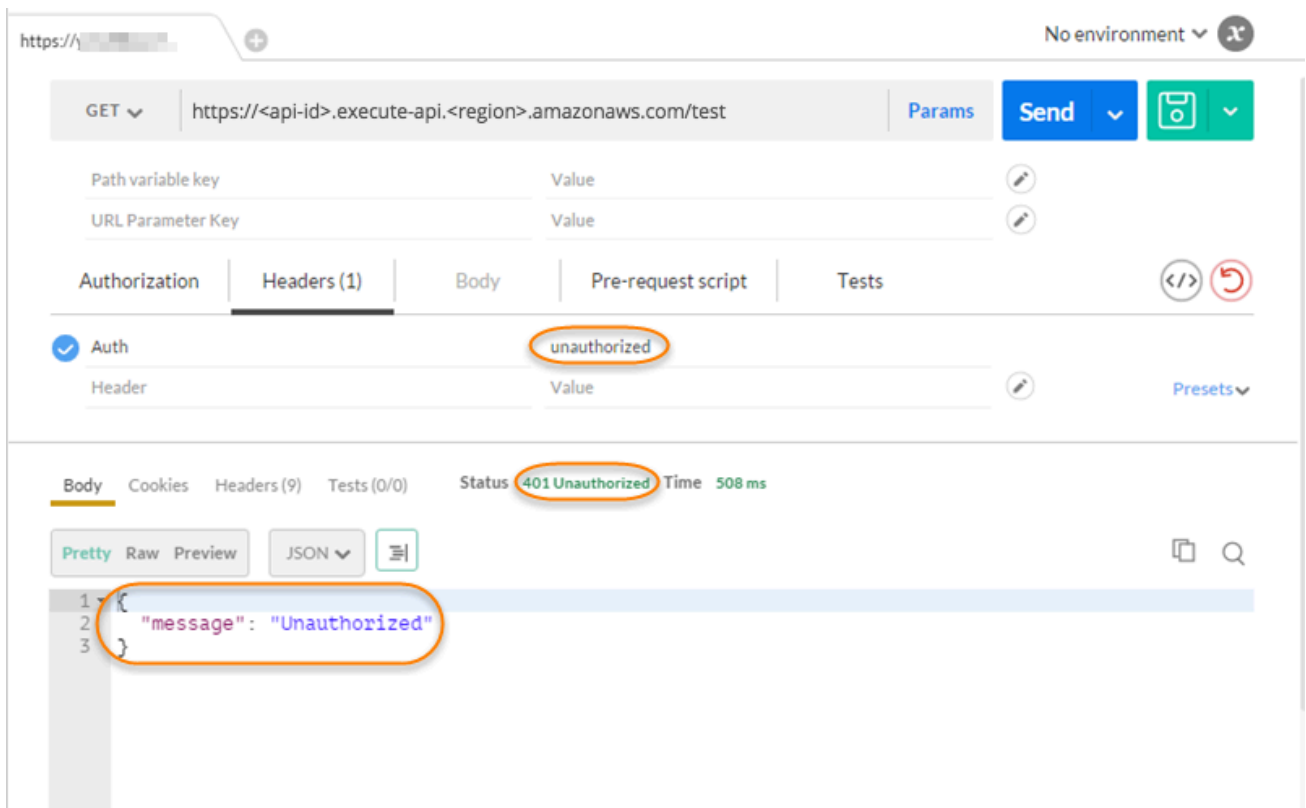 https://
No environment
GET https://<api-id>.execute-api.<region>.amazonaws.com/test Params Send
Path variable key Value
URL Parameter Key Value
Authorization Headers (1) Body Pre-request script Tests
Auth unauthorized
Header Value Presets
Body Cookies Headers (9) Tests (0/0) Status 401 Unauthorized Time 508 ms
Pretty Raw Preview JSON
1 {
2 "message": "Unauthorized"
3 }